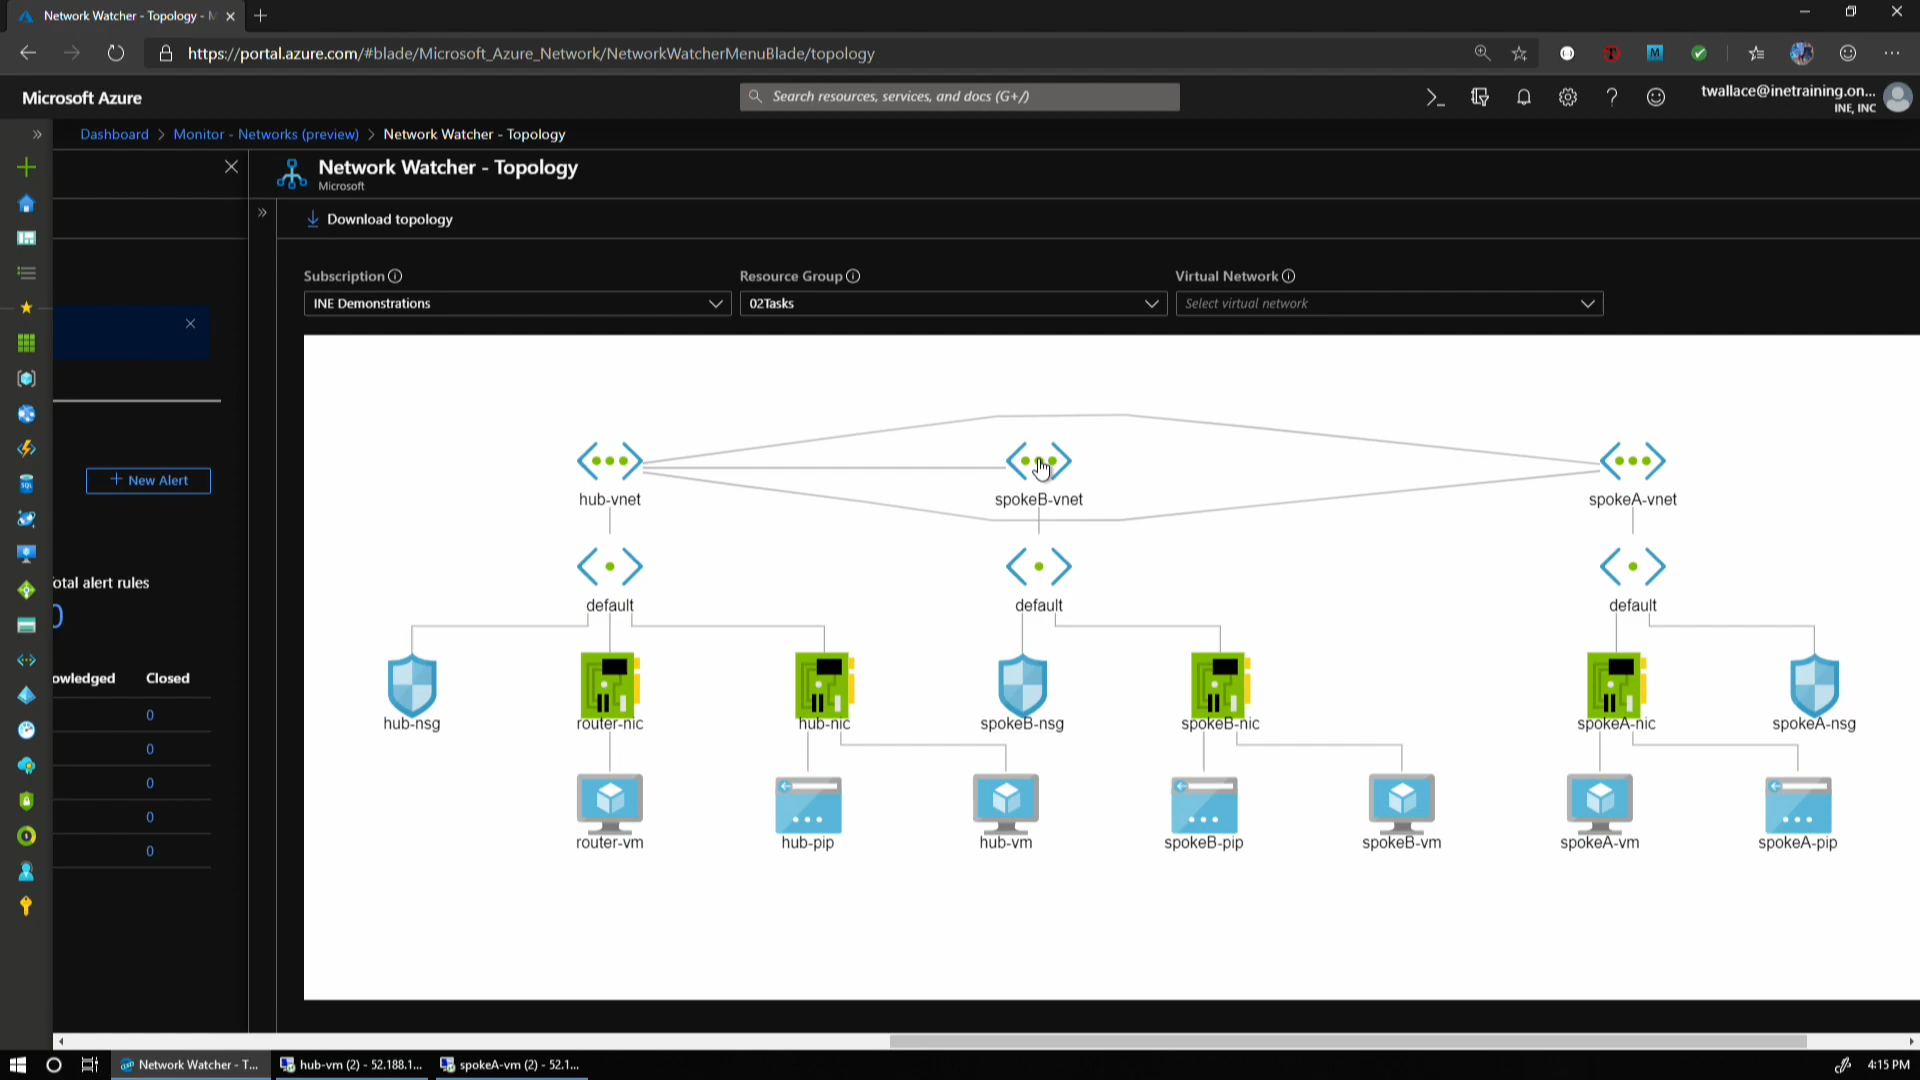 Network Watcher - Topology - M
https://portal.azure.com/#blade/Microsoft_Azure_Network/NetworkWatcherMenuBlade/topology
Microsoft Azure
Search resources, services, and docs (G+/)
twallace@inetraining.on...
INE, INC
Dashboard > Monitor - Networks (preview) > Network Watcher - Topology
Network Watcher - Topology
Microsoft
Download topology
Subscription
Resource Group
Virtual Network
INE Demonstrations
02Tasks
Select virtual network
+ New Alert
otal alert rules
0
owledged
Closed
0
0
0
0
0
hub-vnet
spokeB-vnet
spokeA-vnet
default
default
default
hub-nsg
router-nic
hub-nic
spokeB-nsg
spokeB-nic
spokeA-nic
spokeA-nsg
router-vm
hub-pip
hub-vm
spokeB-pip
spokeB-vm
spokeA-vm
spokeA-pip
Network Watcher - T...
hub-vm (2) - 52.188.1...
spokeA-vm (2) - 52.1...
4:15 PM